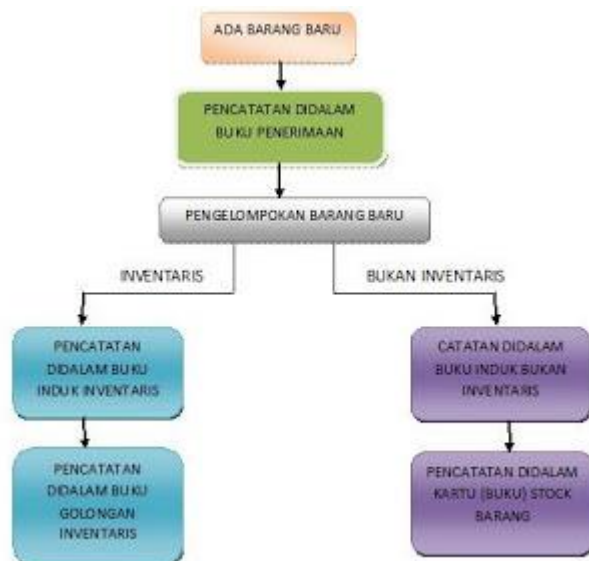 ADA BARANG BARU
PENCATATAN DIDALAM
BUKU PENERIMAAN
PENGELOMPOKAN BARANG BARU
INVENTARIS
BUKAN INVENTARIS
PENCATATAN
DIDALAM BUKU
INDUK INVENTARIS
CATATAN DIDALAM
BUKU INDUK BUKAN
INVENTARIS
PENCATATAN
DIDALAM BUKU
GOLONGAN
INVENTARIS
PENCATATAN DIDALAM
KARTU (BUKU) STOCK
BARANG